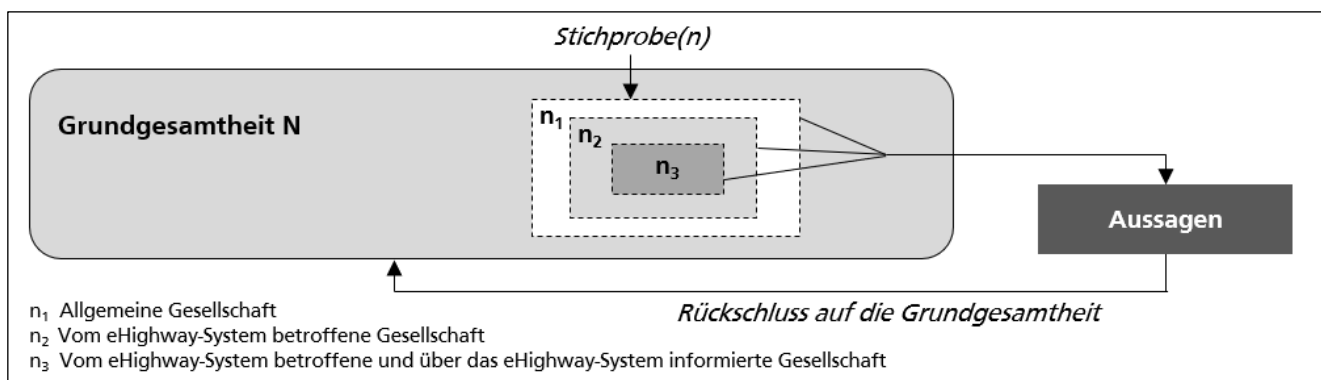 Stichprobe(n)
Grundgesamtheit N
n₁
n₂
n₃
Aussagen
Rückschluss auf die Grundgesamtheit
n₁ Allgemeine Gesellschaft
n₂ Vom eHighway-System betroffene Gesellschaft
n₃ Vom eHighway-System betroffene und über das eHighway-System informierte Gesellschaft